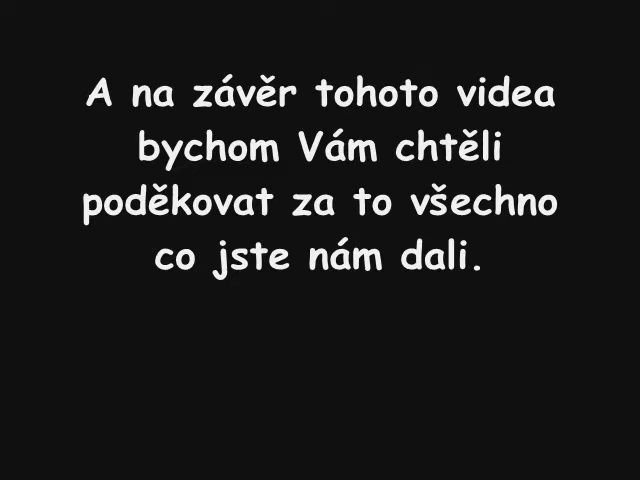 A na závěr tohoto videa
bychom Vám chtěli
poděkovat za to všechno
co jste nám dali.